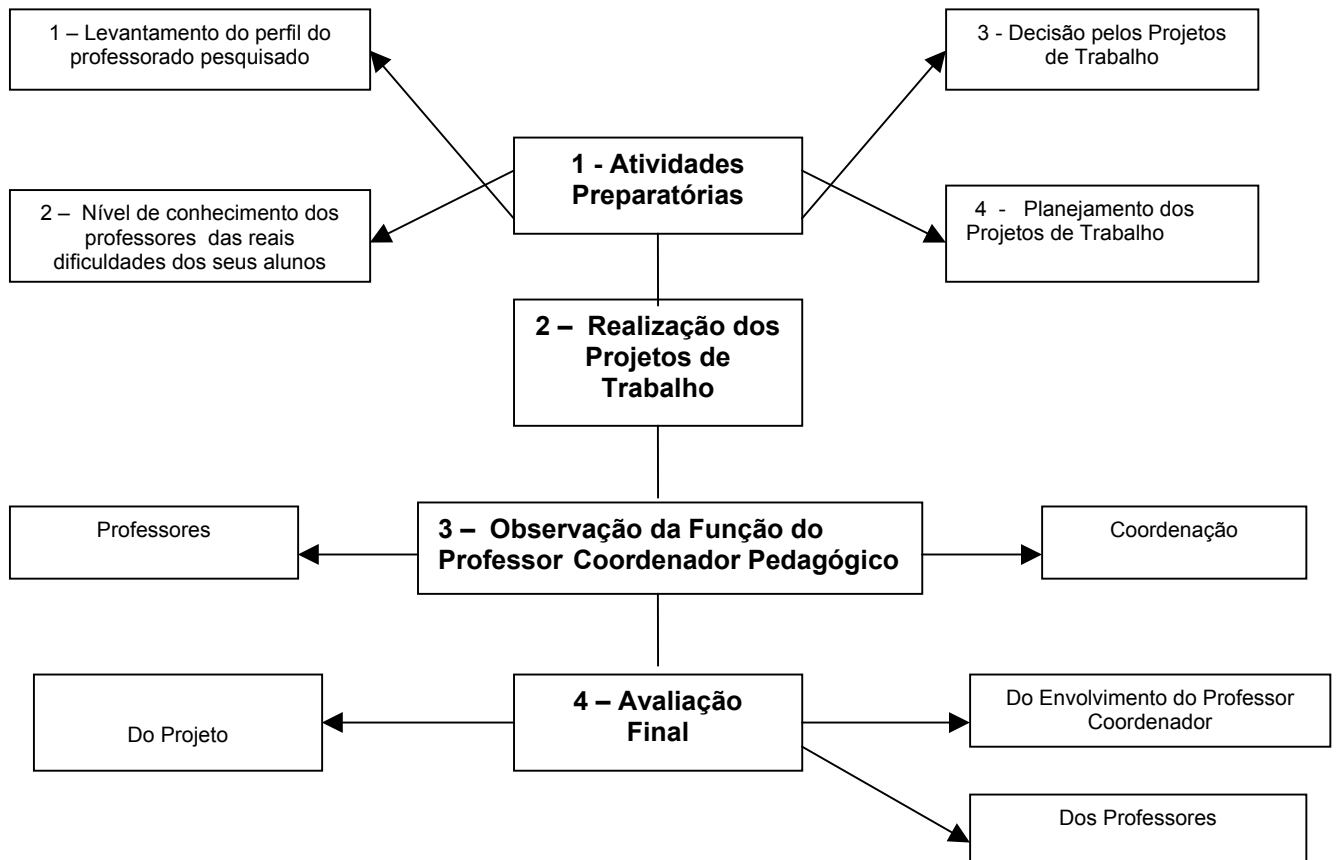 1 – Levantamento do perfil do
professorado pesquisado
3 - Decisão pelos Projetos
de Trabalho
1 - Atividades
Preparatórias
2 – Nível de conhecimento dos
professores das reais
dificuldades dos seus alunos
4 - Planejamento dos
Projetos de Trabalho
2 – Realização dos
Projetos de
Trabalho
Professores
3 – Observação da Função do
Professor Coordenador Pedagógico
Coordenação
Do Projeto
4 – Avaliação
Final
Do Envolvimento do Professor
Coordenador
Dos Professores